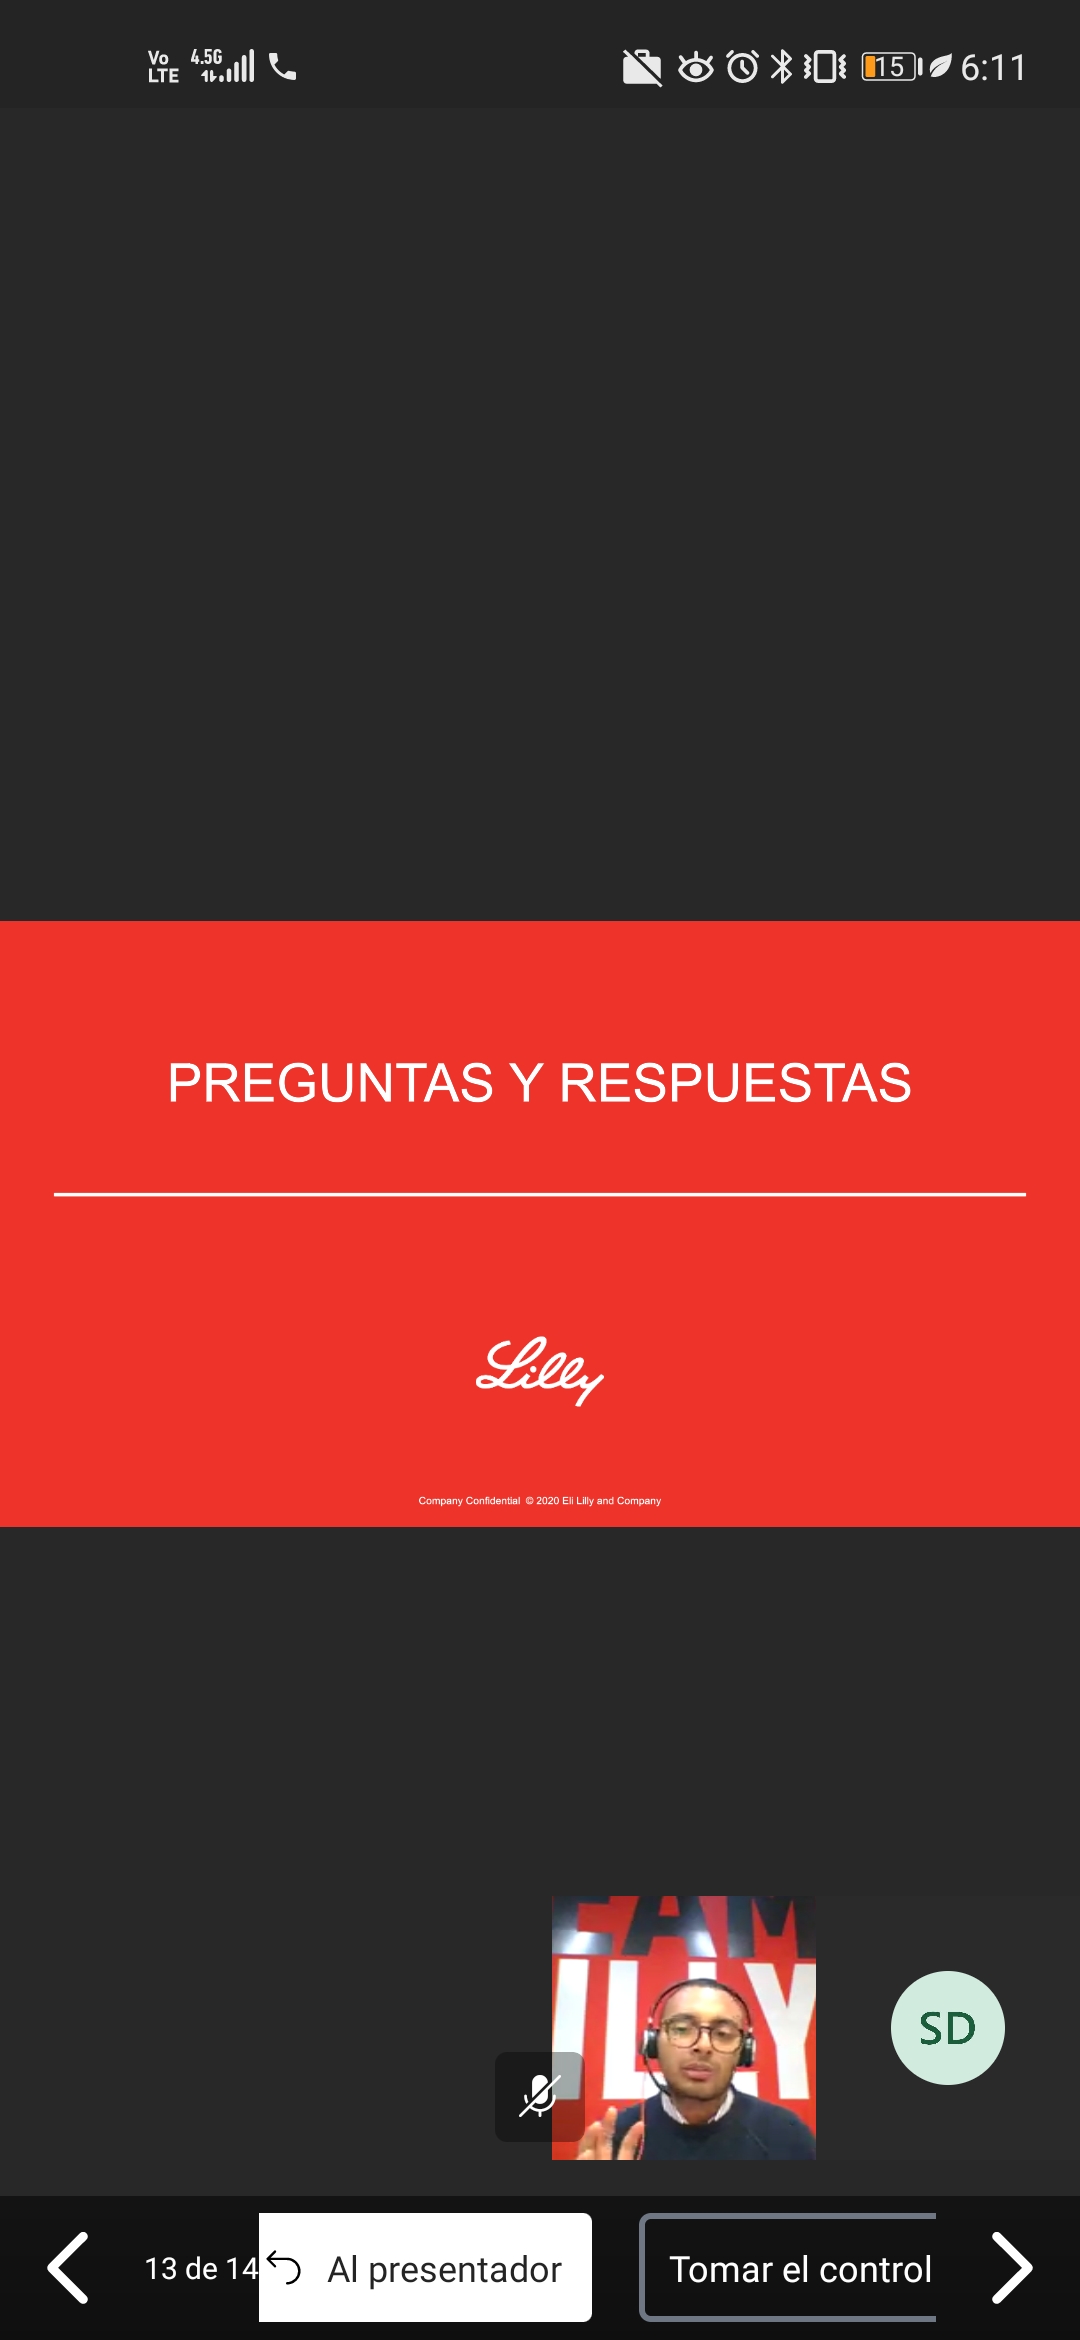 Vo
LTE
4.5G
15
6:11
PREGUNTAS Y RESPUESTAS
Lilly
Company Confidential © 2020 Eli Lilly and Company
EAM
LILLY
SD
13 de 14
Al presentador
Tomar el control